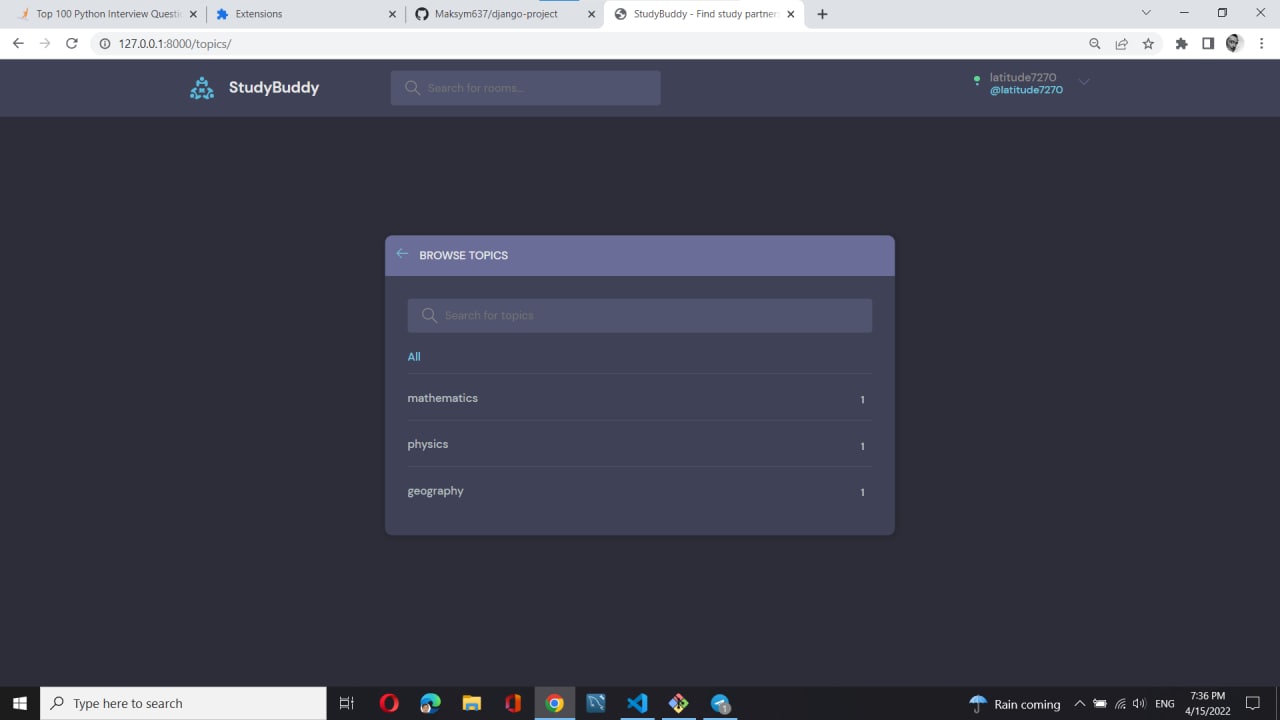 Top 100 Python Interview Questi
Extensions
Maksym637/django-project
StudyBuddy - Find study partner
127.0.0.1:8000/topics/
StudyBuddy
Search for rooms...
latitude7270
@latitude7270
BROWSE TOPICS
Search for topics
All
mathematics 1
physics 1
geography 1
Type here to search
Rain coming
ENG
7:36 PM
4/15/2022